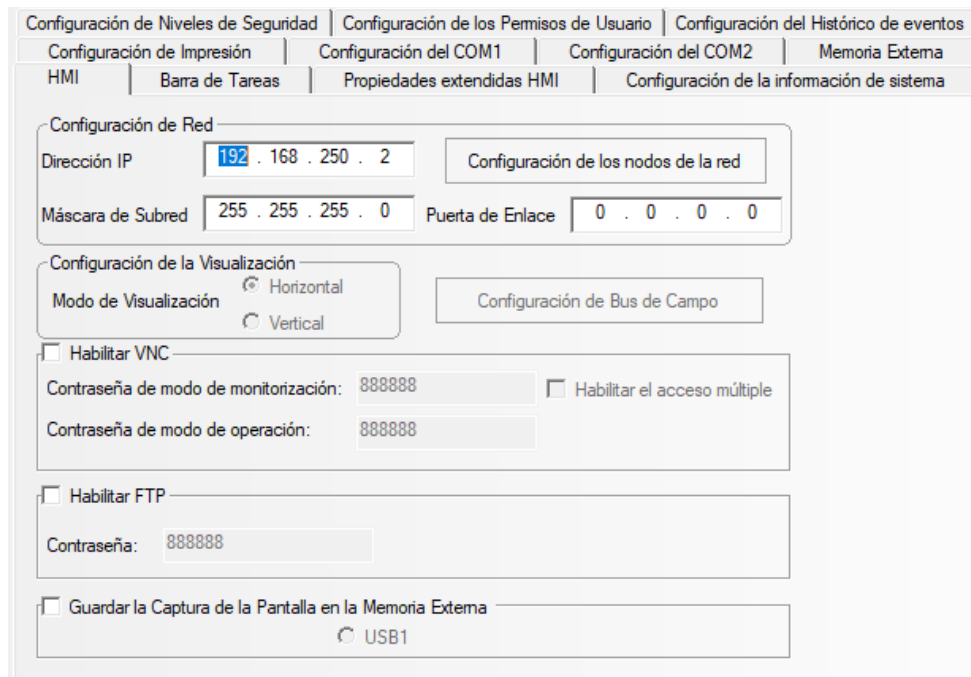 Configuración de Niveles de Seguridad Configuración de los Permisos de Usuario Configuración del Histórico de eventos
Configuración de Impresión Configuración del COM1 Configuración del COM2 Memoria Externa
HMI Barra de Tareas Propiedades extendidas HMI Configuración de la información de sistema
Configuración de Red
Dirección IP 192 . 168 . 250 . 2 Configuración de los nodos de la red
Máscara de Subred 255 . 255 . 255 . 0 Puerta de Enlace 0 . 0 . 0 . 0
Configuración de la Visualización
Modo de Visualización Horizontal Configuración de Bus de Campo
Vertical
Habilitar VNC
Contraseña de modo de monitorización: 888888 Habilitar el acceso múltiple
Contraseña de modo de operación: 888888
Habilitar FTP
Contraseña: 888888
Guardar la Captura de la Pantalla en la Memoria Externa
USB1